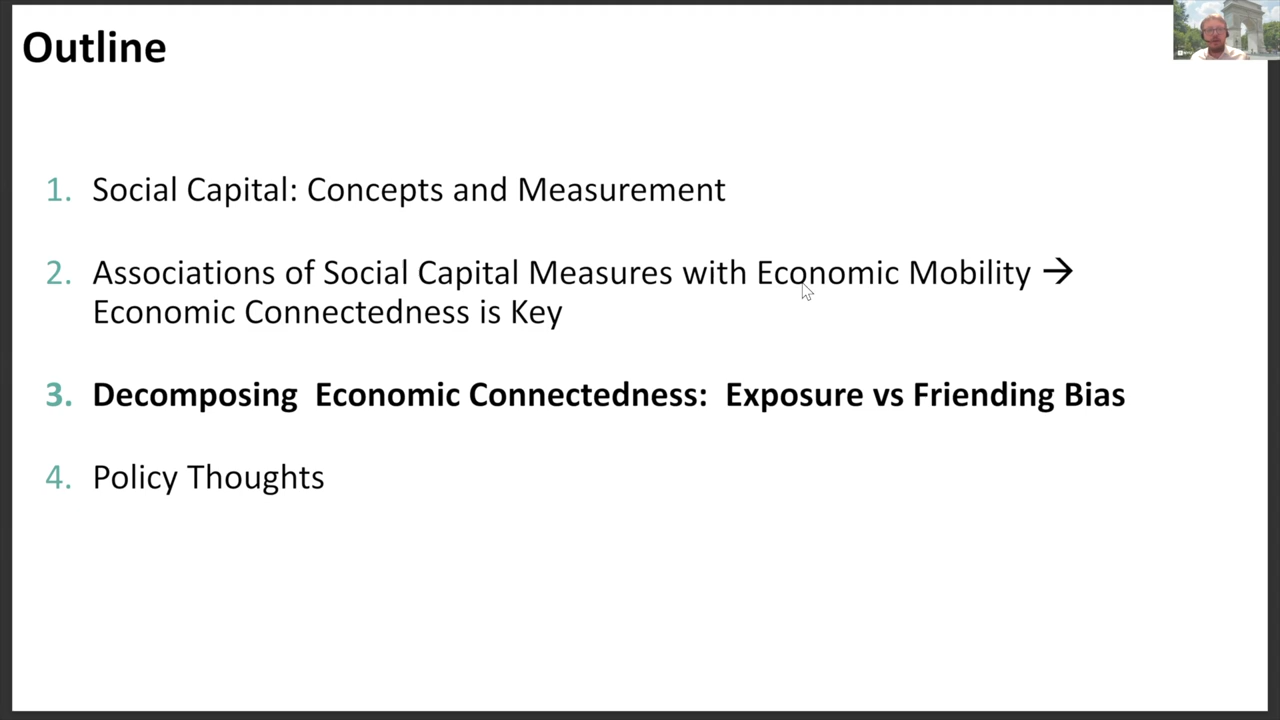 Outline
1. Social Capital: Concepts and Measurement
2. Associations of Social Capital Measures with Economic Mobility →
Economic Connectedness is Key
3. Decomposing Economic Connectedness: Exposure vs Friending Bias
4. Policy Thoughts